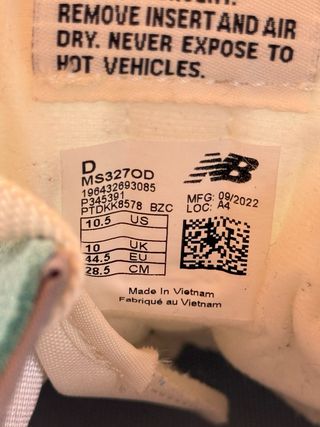 REMOVE INSERT AND AIR
DRY. NEVER EXPOSE TO
HOT VEHICLES.
D
MS327OD
196432693085
P345391
PTDKK8578 BZC
NB
MFG: 09/2022
LOC: A4
10.5 US
10 UK
44.5 EU
28.5 CM
Made In Vietnam
Fabriqué au Vietnam